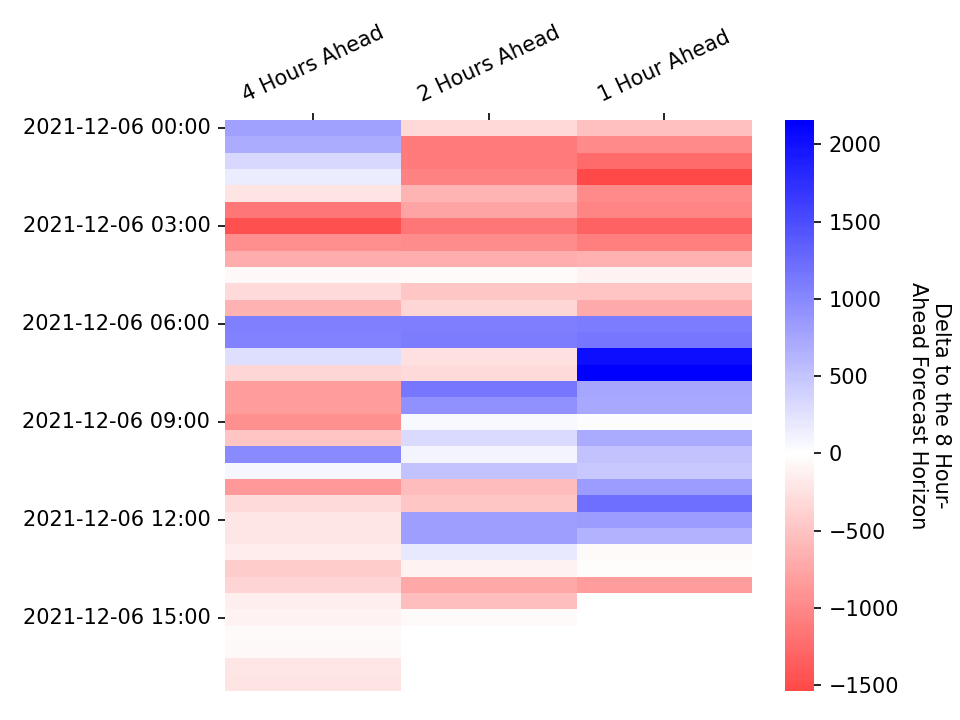 4 Hours Ahead
2 Hours Ahead
1 Hour Ahead
2021-12-06 00:00
2021-12-06 03:00
2021-12-06 06:00
2021-12-06 09:00
2021-12-06 12:00
2021-12-06 15:00
2000
1500
1000
500
0
−500
−1000
−1500
Delta to the 8 Hour-
Ahead Forecast Horizon